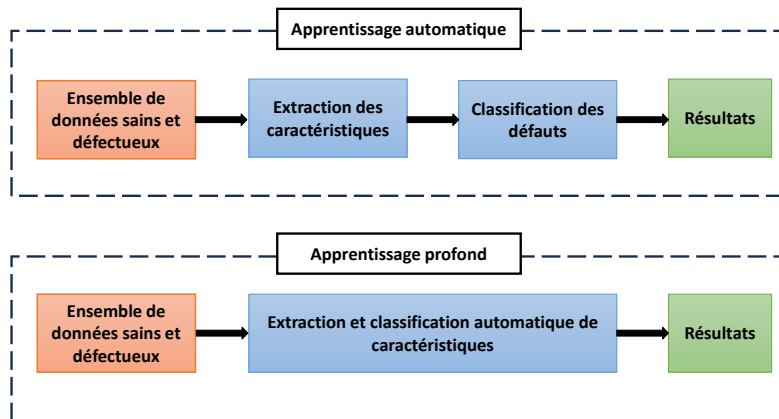 Apprentissage automatique
Ensemble de
données sains et
défectueux
Extraction des
caractéristiques
Classification des
défauts
Résultats
Apprentissage profond
Ensemble de
données sains et
défectueux
Extraction et classification automatique de
caractéristiques
Résultats